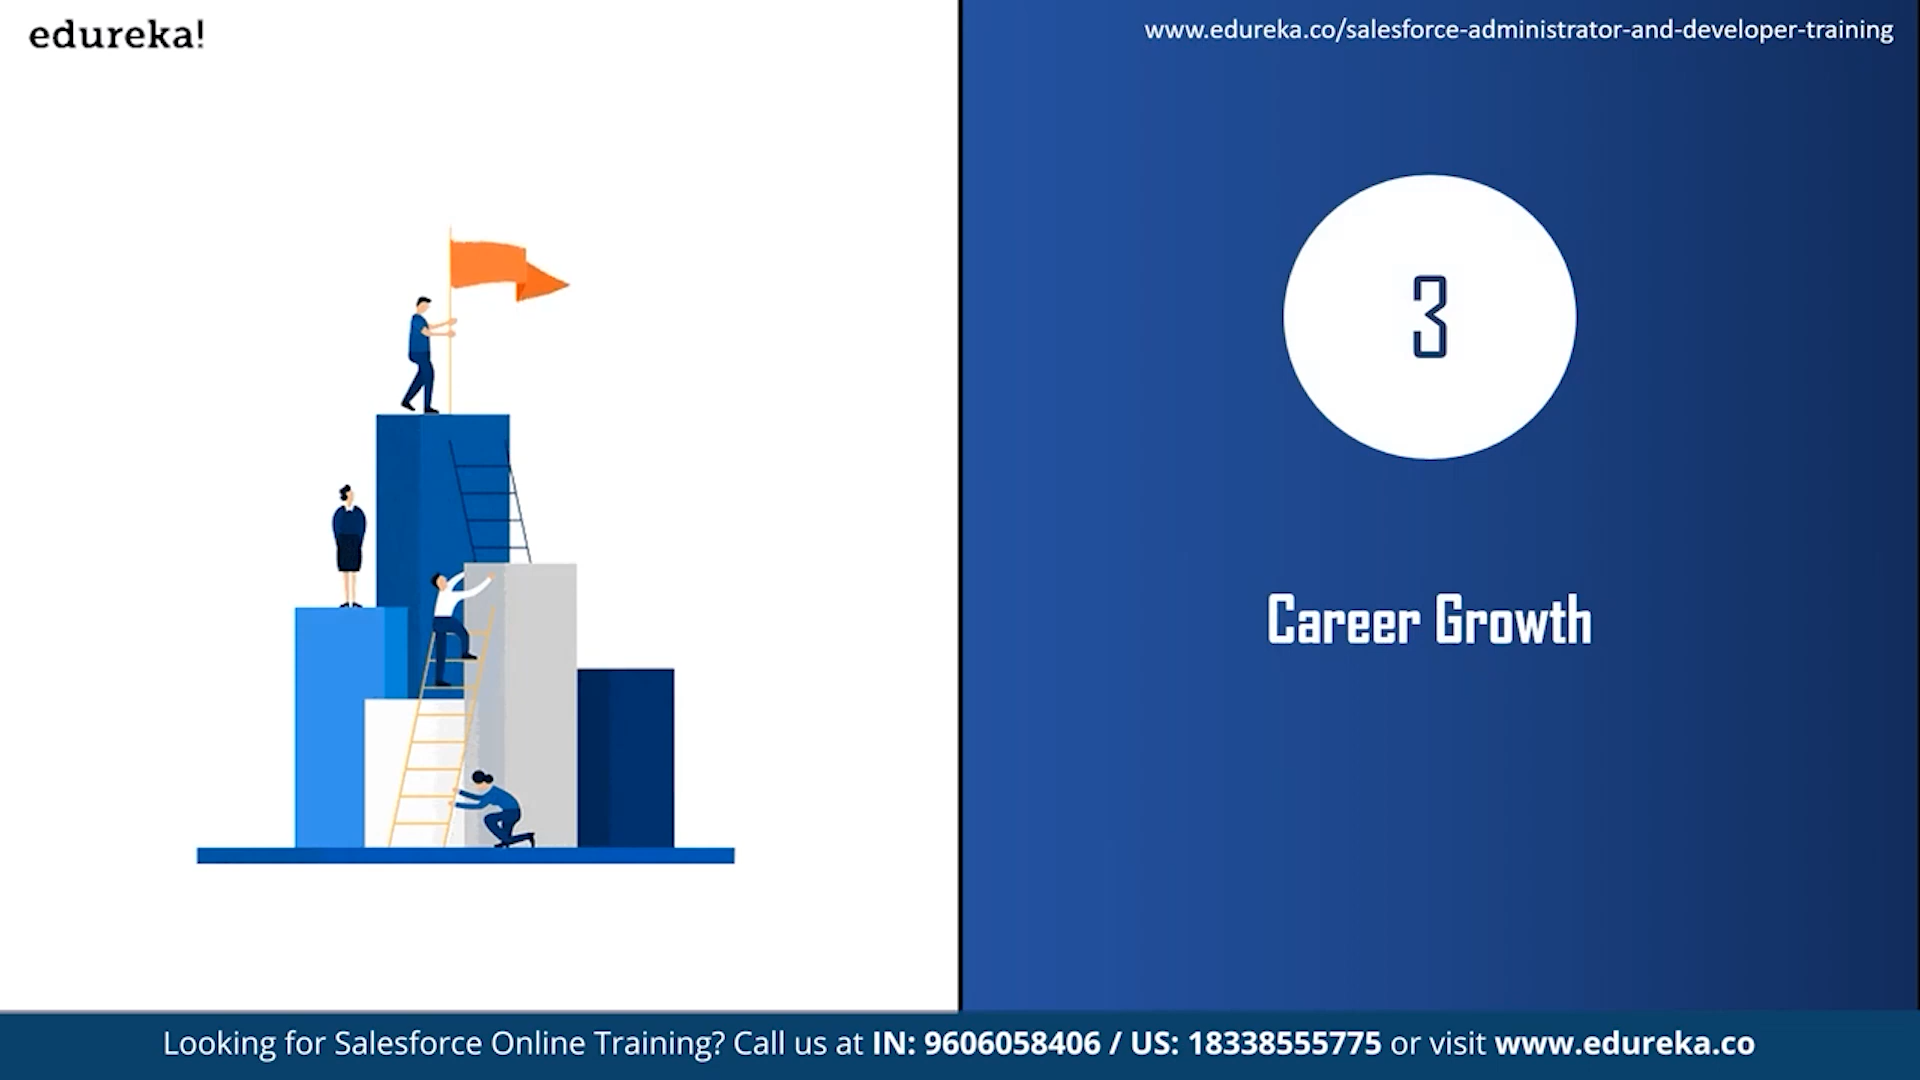 edureka!
www.edureka.co/salesforce-administrator-and-developer-training
3
Career Growth
Looking for Salesforce Online Training? Call us at IN: 9606058406 / US: 18338555775 or visit www.edureka.co